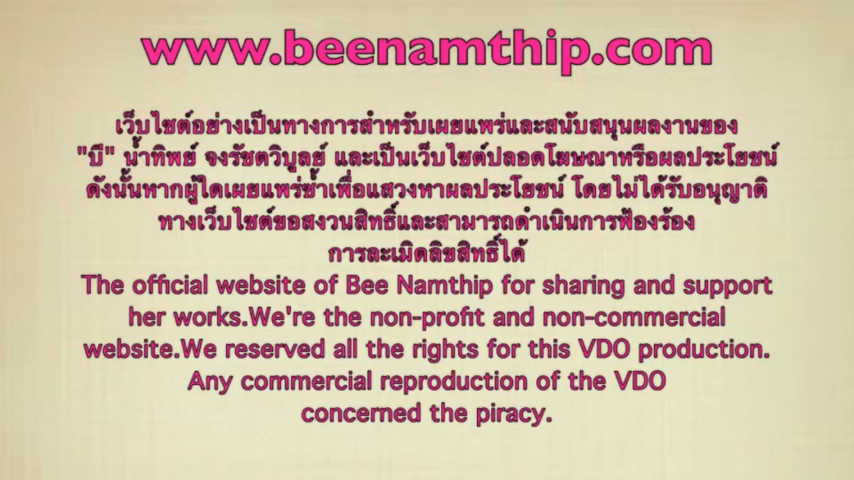 www.beenamthip.com
เว็บไซต์อย่างเป็นทางการสำหรับเผยแพร่และสนับสนุนผลงานของ
"บี" น้ำทิพย์ จงรัชตวิบูลย์ และเป็นเว็บไซต์ปลอดโฆษณาหรือผลประโยชน์
ดังนั้นหากผู้ใดเผยแพร่ซ้ำเพื่อแสวงหาผลประโยชน์ โดยไม่ได้รับอนุญาติ
ทางเว็บไซต์ขอสงวนสิทธิ์และสามารถดำเนินการฟ้องร้อง
การละเมิดลิขสิทธิ์ได้
The official website of Bee Namthip for sharing and support
her works.We're the non-profit and non-commercial
website.We reserved all the rights for this VDO production.
Any commercial reproduction of the VDO
concerned the piracy.